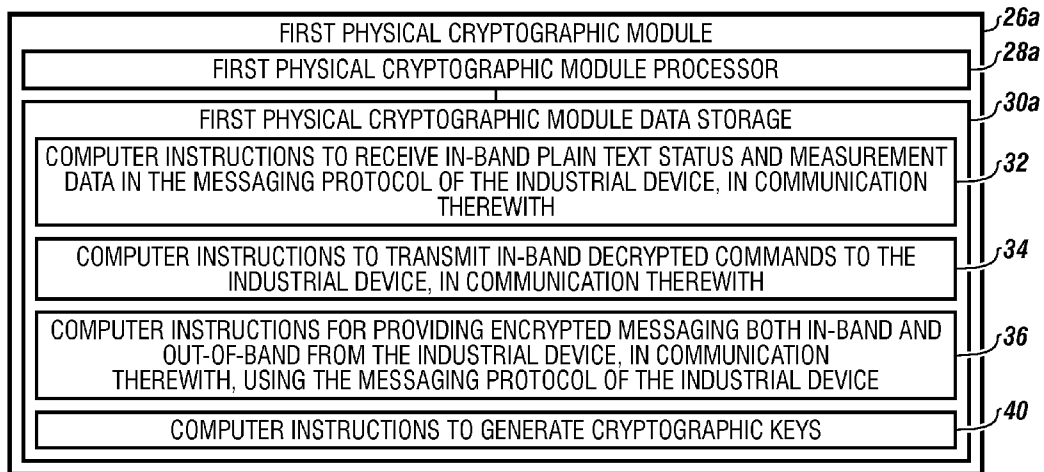 FIRST PHYSICAL CRYPTOGRAPHIC MODULE
26a
FIRST PHYSICAL CRYPTOGRAPHIC MODULE PROCESSOR
28a
FIRST PHYSICAL CRYPTOGRAPHIC MODULE DATA STORAGE
30a
COMPUTER INSTRUCTIONS TO RECEIVE IN-BAND PLAIN TEXT STATUS AND MEASUREMENT
DATA IN THE MESSAGING PROTOCOL OF THE INDUSTRIAL DEVICE, IN COMMUNICATION
THEREWITH
32
COMPUTER INSTRUCTIONS TO TRANSMIT IN-BAND DECRYPTED COMMANDS TO THE
INDUSTRIAL DEVICE, IN COMMUNICATION THEREWITH
34
COMPUTER INSTRUCTIONS FOR PROVIDING ENCRYPTED MESSAGING BOTH IN-BAND AND
OUT-OF-BAND FROM THE INDUSTRIAL DEVICE, IN COMMUNICATION
THEREWITH, USING THE MESSAGING PROTOCOL OF THE INDUSTRIAL DEVICE
36
COMPUTER INSTRUCTIONS TO GENERATE CRYPTOGRAPHIC KEYS
40